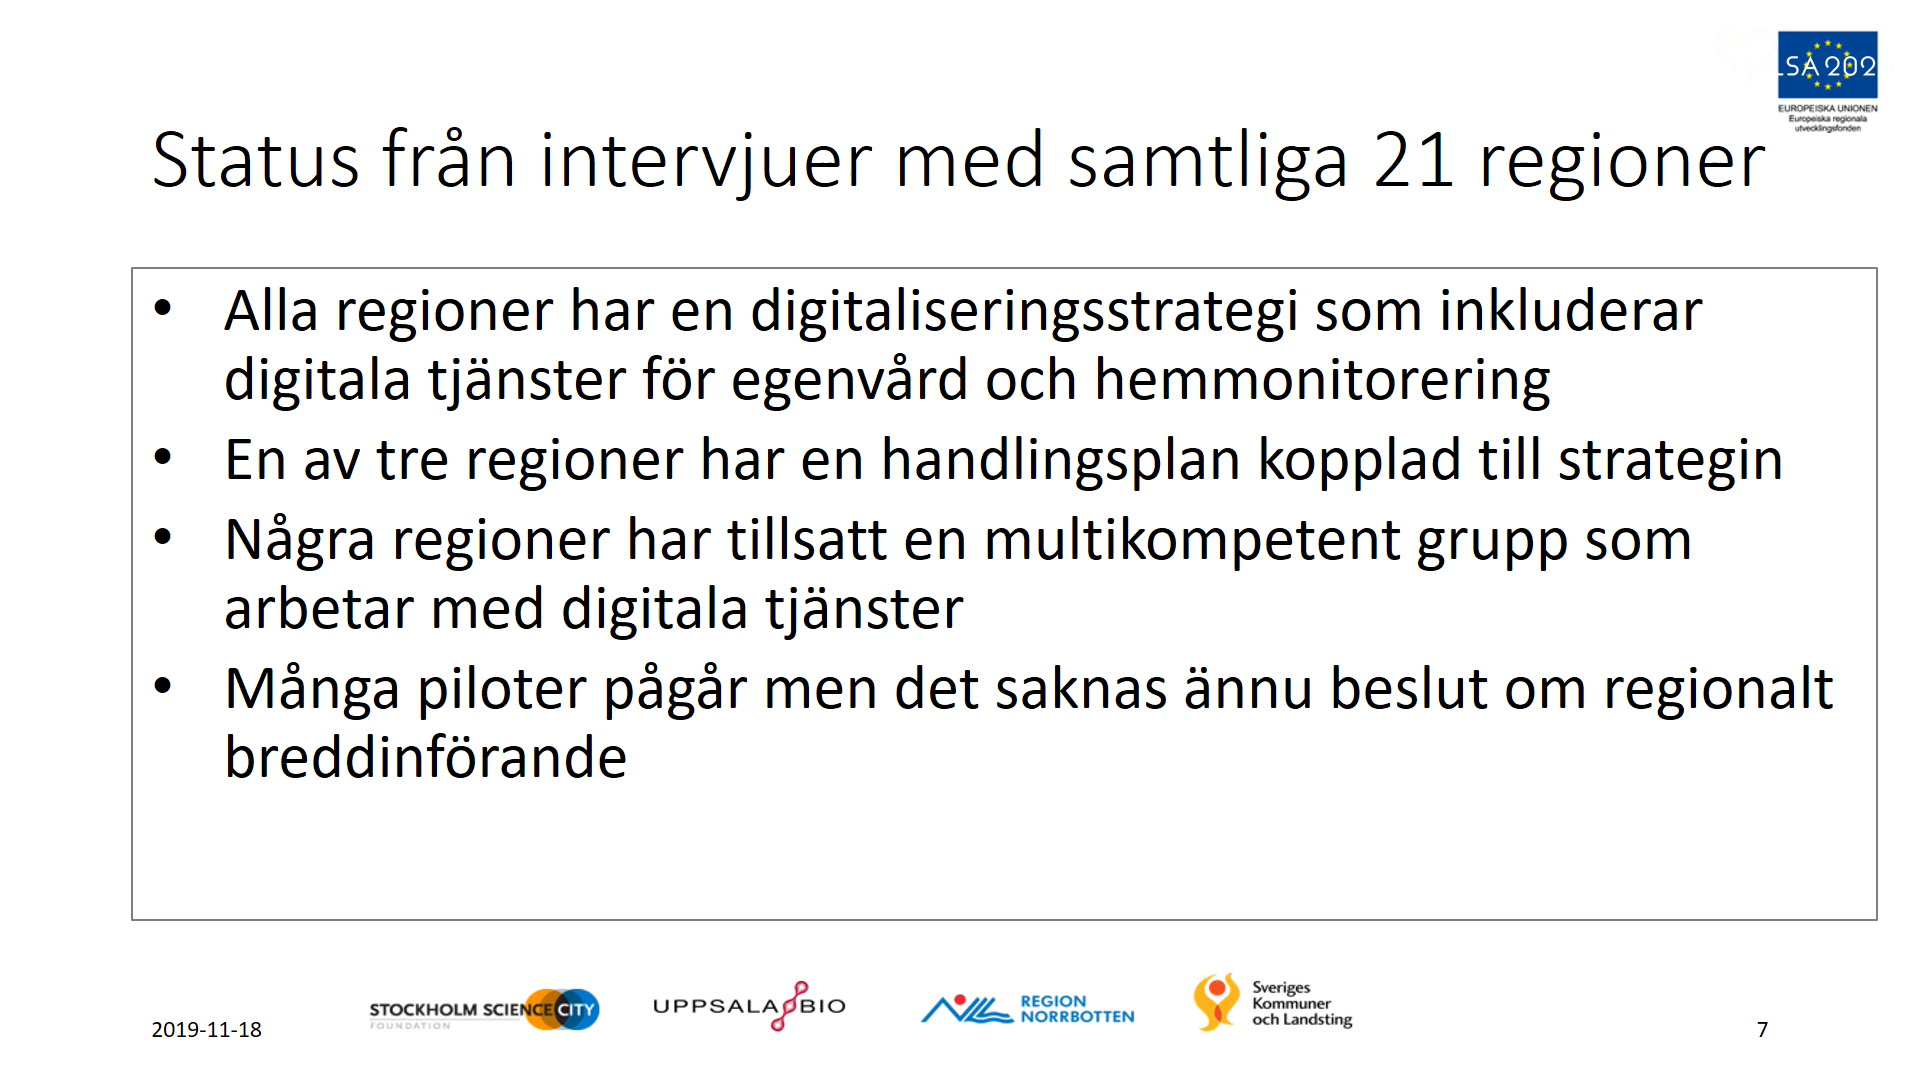 LSA 202
EUROPEISKA UNIONEN
Europeiska regionala
utvecklingsfonden
Status från intervjuer med samtliga 21 regioner
• Alla regioner har en digitaliseringsstrategi som inkluderar
digitala tjänster för egenvård och hemmonitorering
• En av tre regioner har en handlingsplan kopplad till strategin
• Några regioner har tillsatt en multikompetent grupp som
arbetar med digitala tjänster
• Många piloter pågår men det saknas ännu beslut om regionalt
breddinförande
2019-11-18
STOCKHOLM SCIENCE CITY
FOUNDATION
UPPSALA BIO
REGION
NORRBOTTEN
Sveriges
Kommuner
och Landsting
7